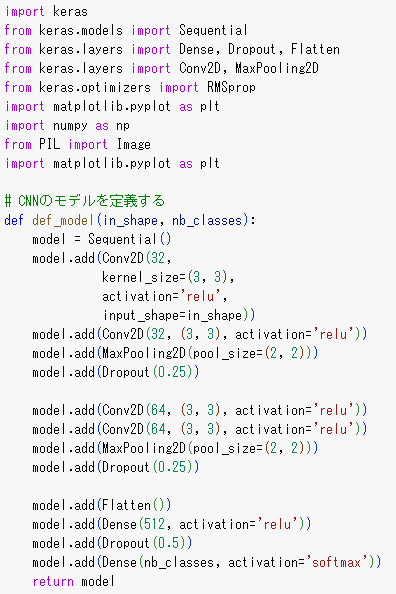 import keras
from keras.models import Sequential
from keras.layers import Dense, Dropout, Flatten
from keras.layers import Conv2D, MaxPooling2D
from keras.optimizers import RMSprop
import matplotlib.pyplot as plt
import numpy as np
from PIL import Image
import matplotlib.pyplot as plt

# CNNのモデルを定義する
def def_model(in_shape, nb_classes):
    model = Sequential()
    model.add(Conv2D(32,
              kernel_size=(3, 3),
              activation='relu',
              input_shape=in_shape))
    model.add(Conv2D(32, (3, 3), activation='relu'))
    model.add(MaxPooling2D(pool_size=(2, 2)))
    model.add(Dropout(0.25))

    model.add(Conv2D(64, (3, 3), activation='relu'))
    model.add(Conv2D(64, (3, 3), activation='relu'))
    model.add(MaxPooling2D(pool_size=(2, 2)))
    model.add(Dropout(0.25))

    model.add(Flatten())
    model.add(Dense(512, activation='relu'))
    model.add(Dropout(0.5))
    model.add(Dense(nb_classes, activation='softmax'))
    return model